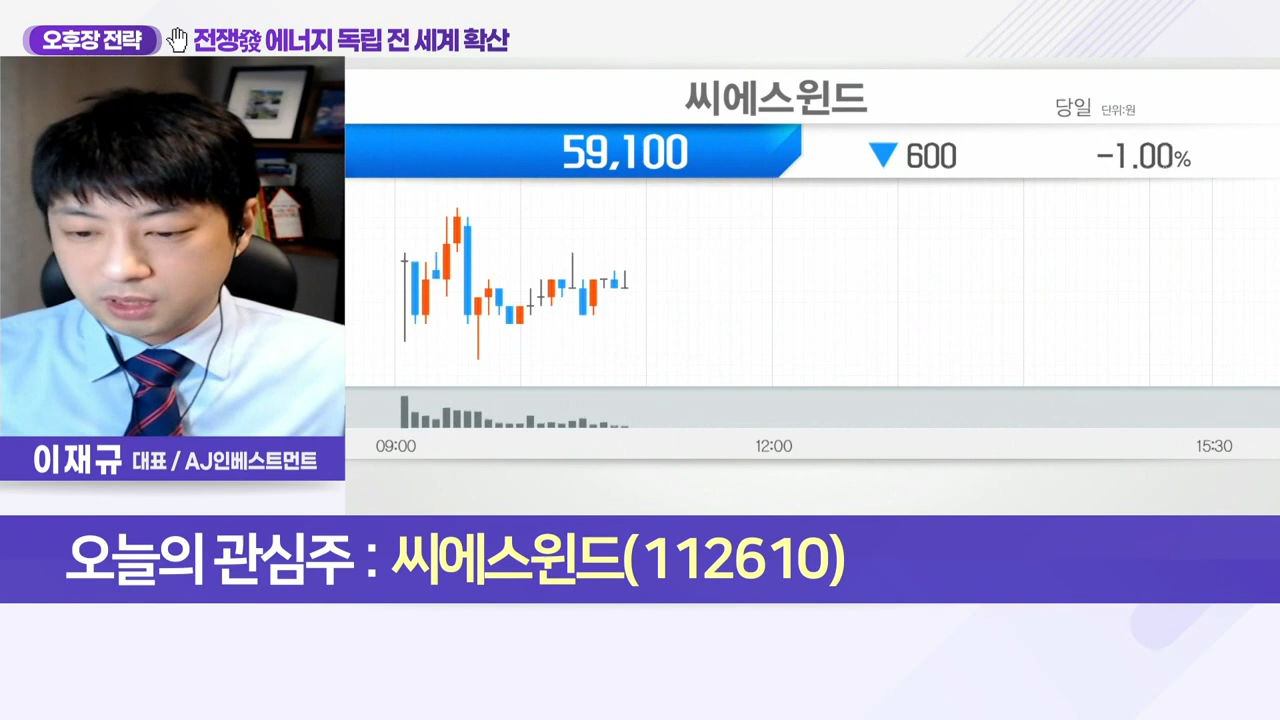 오후장 전략 전쟁發 에너지 독립 전 세계 확산
씨에스윈드
당일 단위:원
59,100 ▼ 600 -1.00%
09:00 12:00 15:30
이재규 대표 / AJ인베스트먼트
오늘의 관심주 : 씨에스윈드(112610)